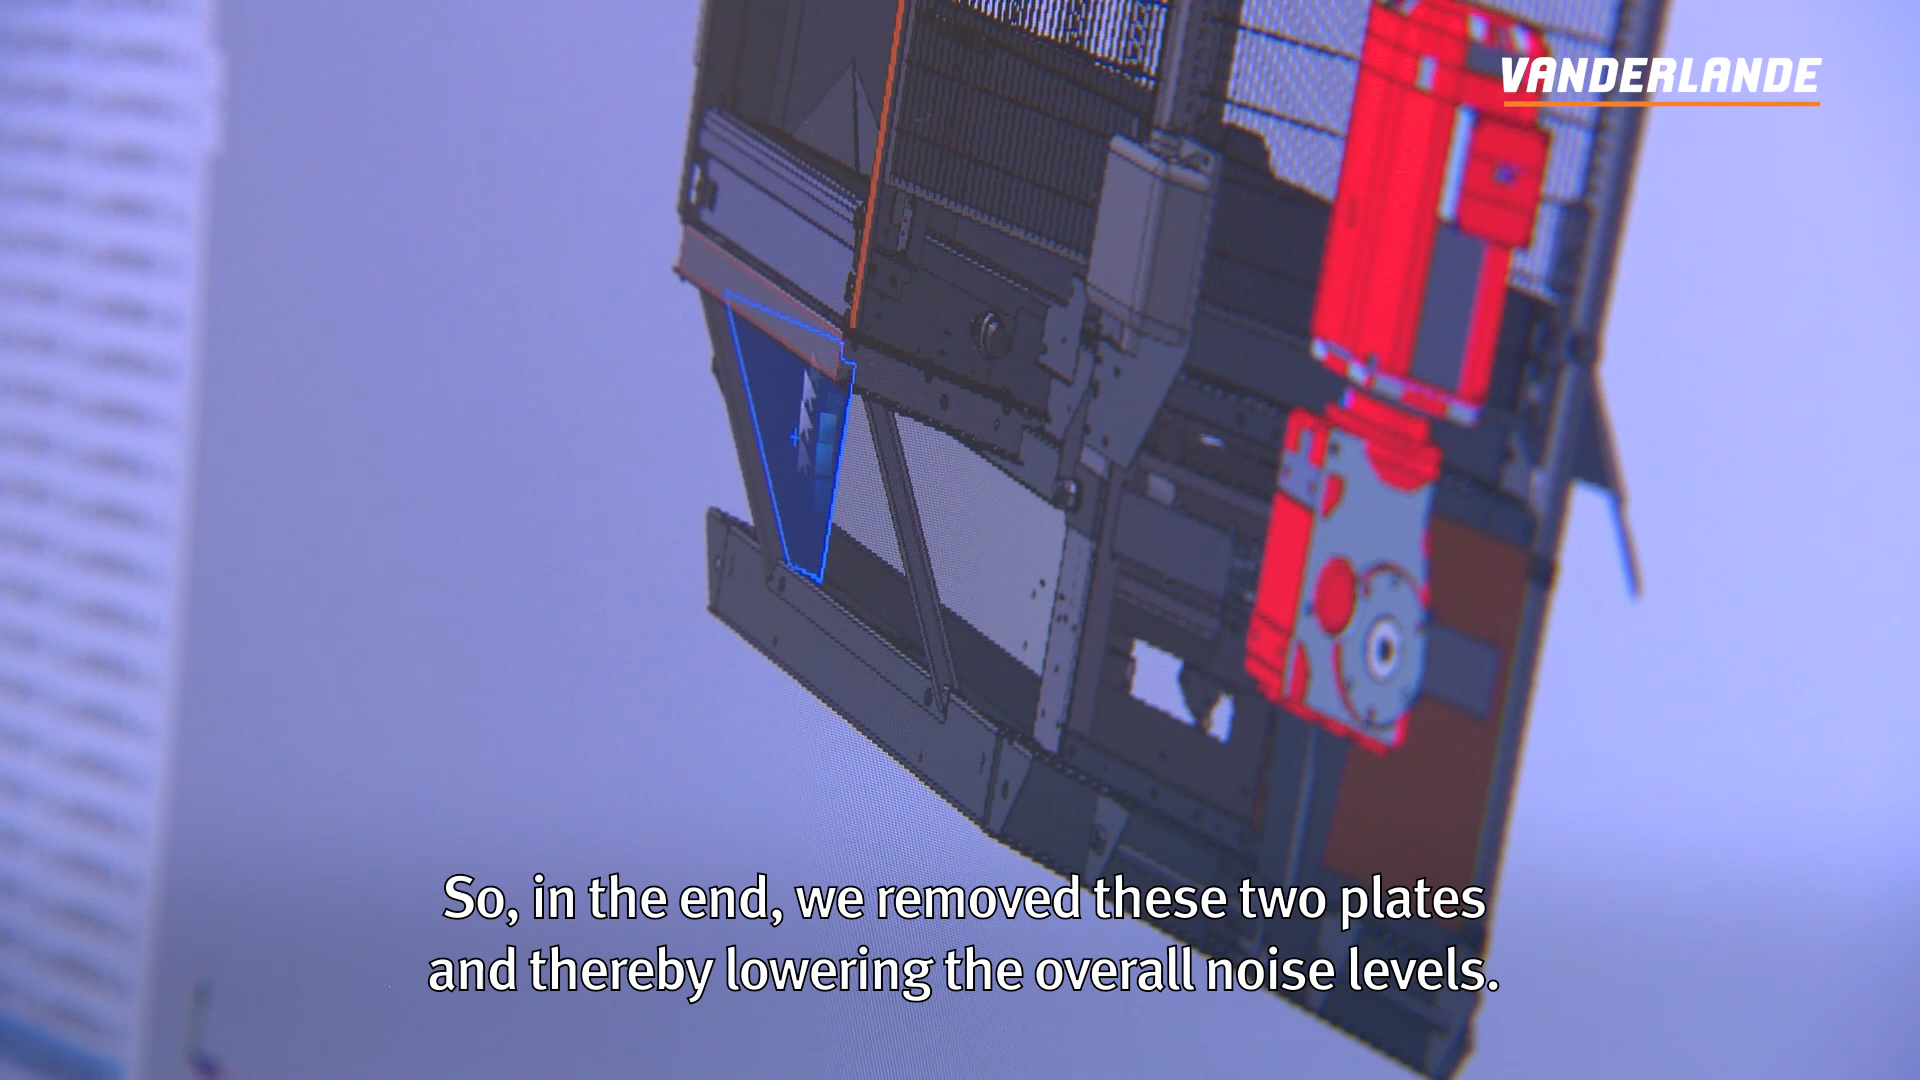 VANDERLANDE
So, in the end, we removed these two plates
and thereby lowering the overall noise levels.